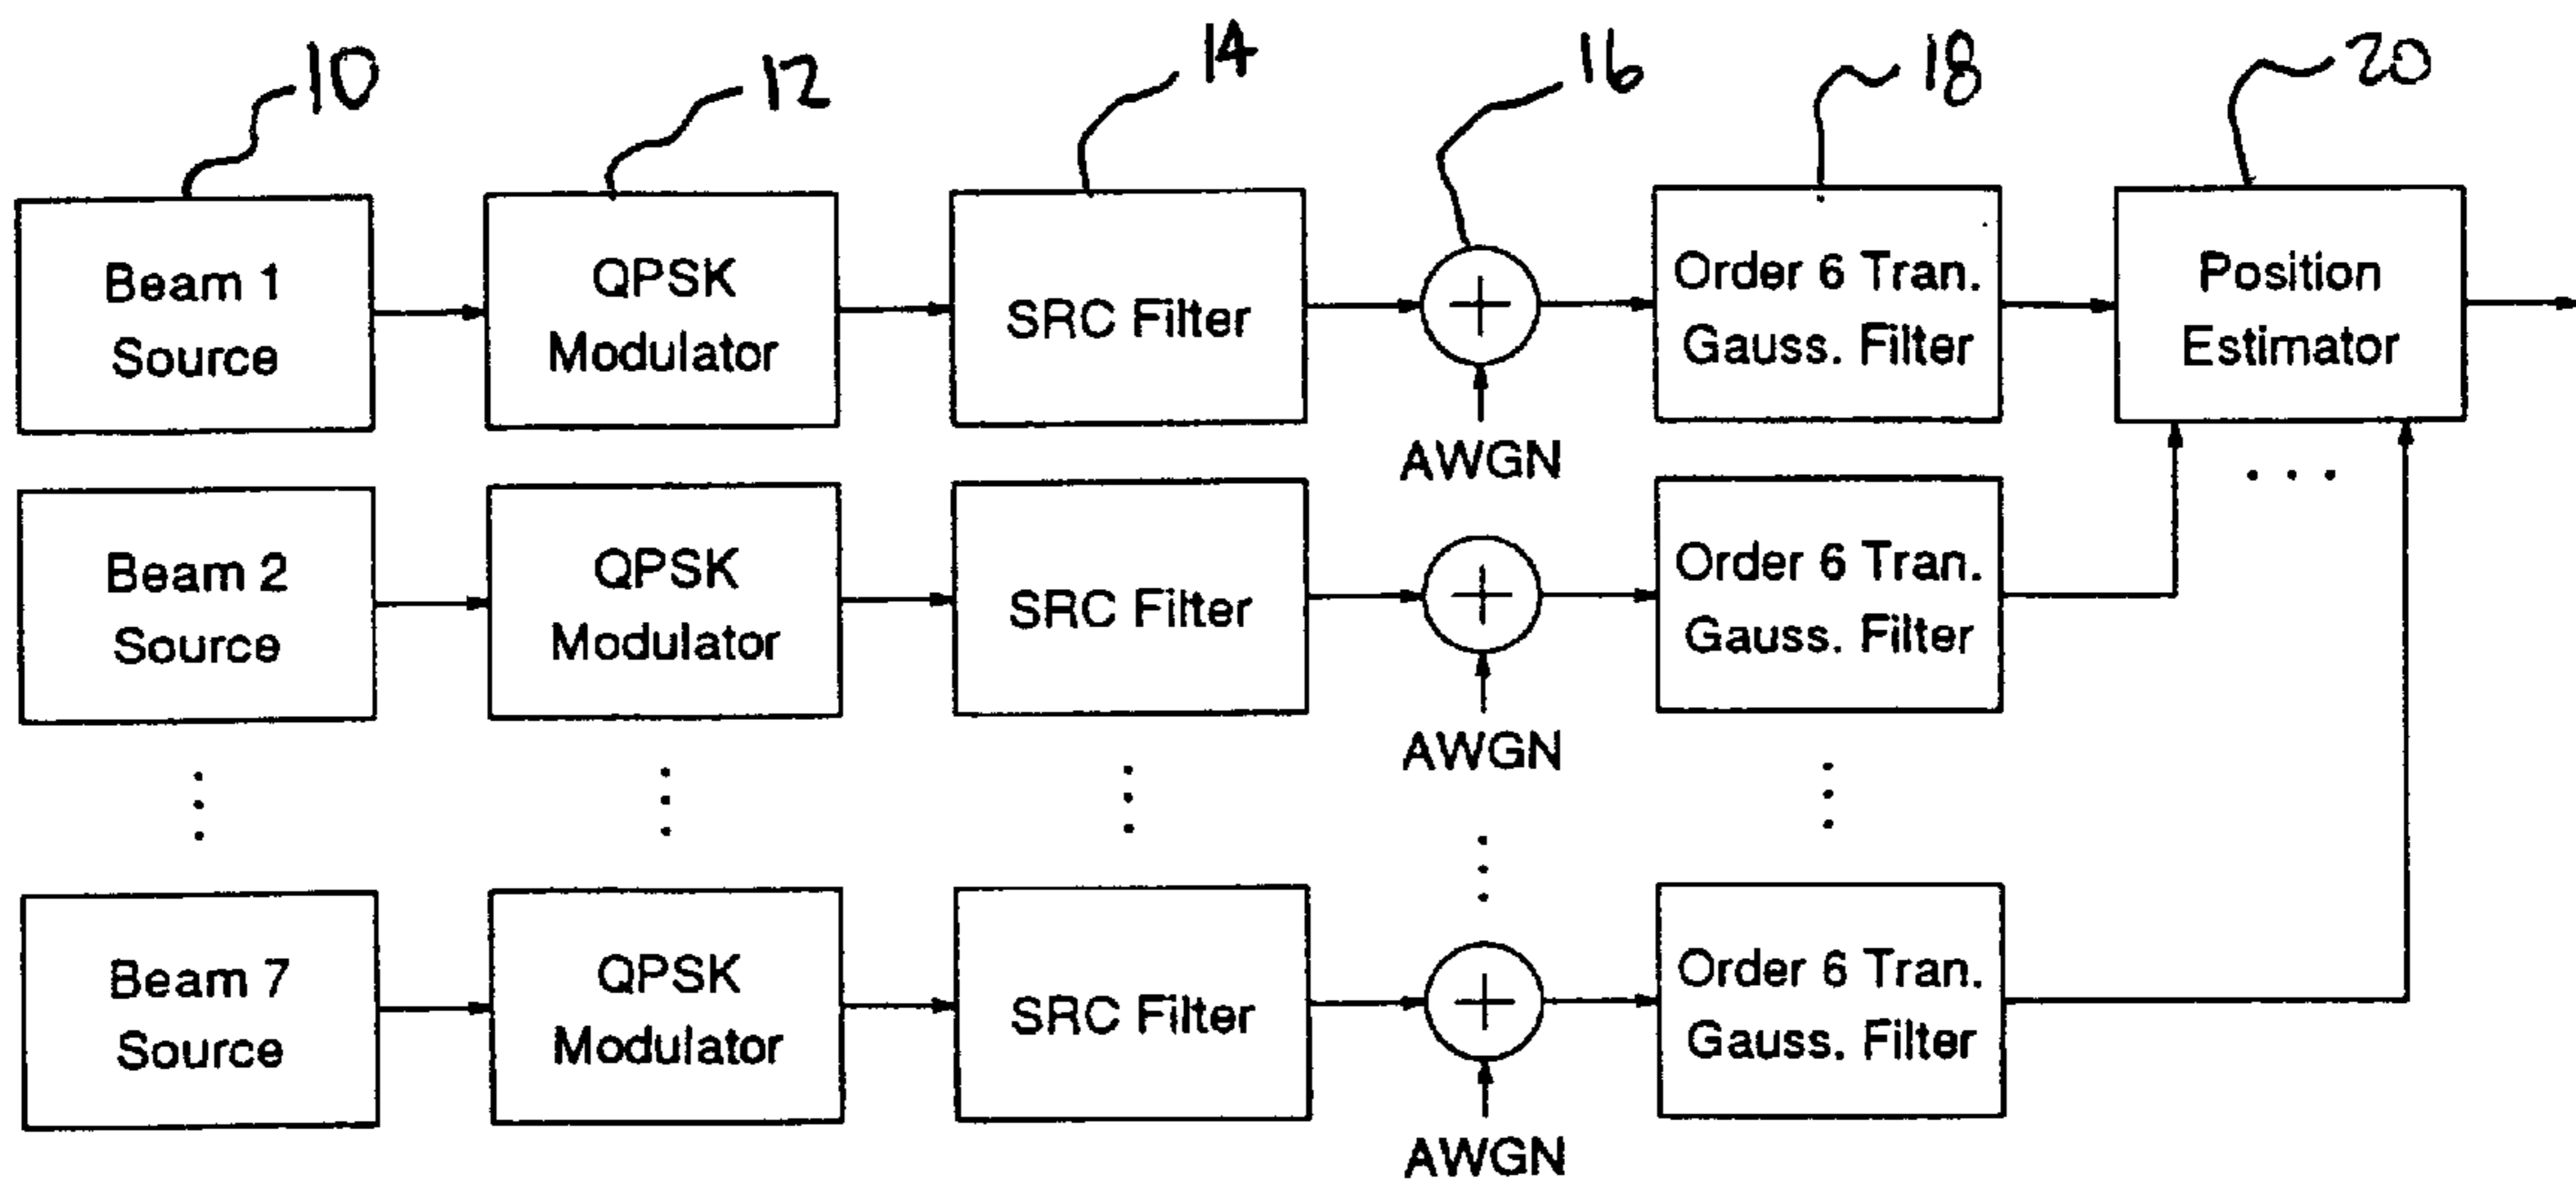 10
12
14
16
18
20
Beam 1
Source
QPSK
Modulator
SRC Filter
AWGN
Order 6 Tran.
Gauss. Filter
Position
Estimator
Beam 2
Source
QPSK
Modulator
SRC Filter
AWGN
Order 6 Tran.
Gauss. Filter
Beam 7
Source
QPSK
Modulator
SRC Filter
AWGN
Order 6 Tran.
Gauss. Filter